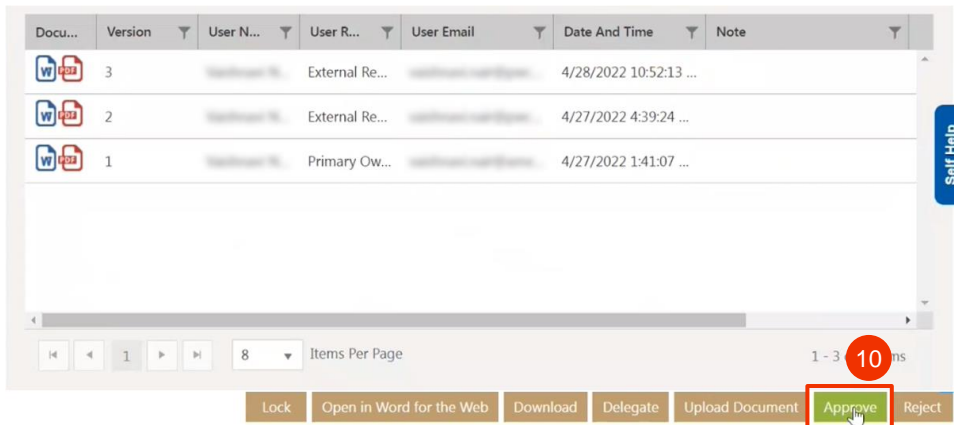 Docu... Version User N... User R... User Email Date And Time Note
W PDF 3 External Re... 4/28/2022 10:52:13 ...
W PDF 2 External Re... 4/27/2022 4:39:24 ...
W PDF 1 Primary Ow... 4/27/2022 1:41:07 ...
Self Help
1 8 Items Per Page 1 - 3
10
Lock Open in Word for the Web Download Delegate Upload Document Approve Reject